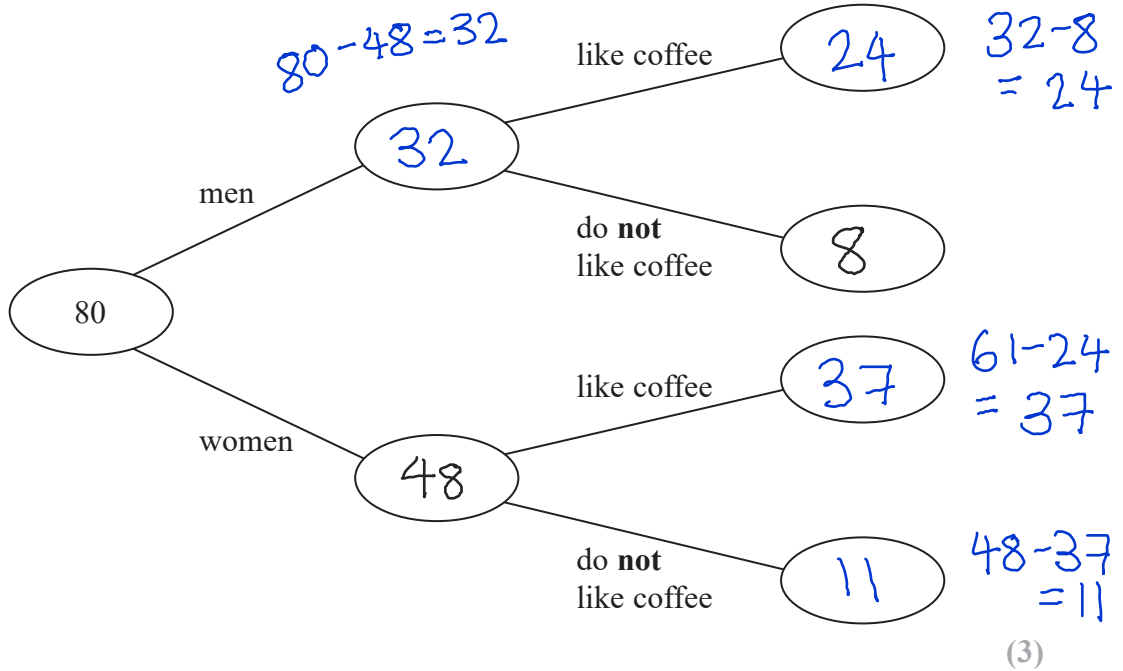 80-48=32
like coffee
24
32-8
= 24
32
men
do not
like coffee
8
80
like coffee
37
61-24
= 37
women
48
do not
like coffee
11
48-37
=11
(3)